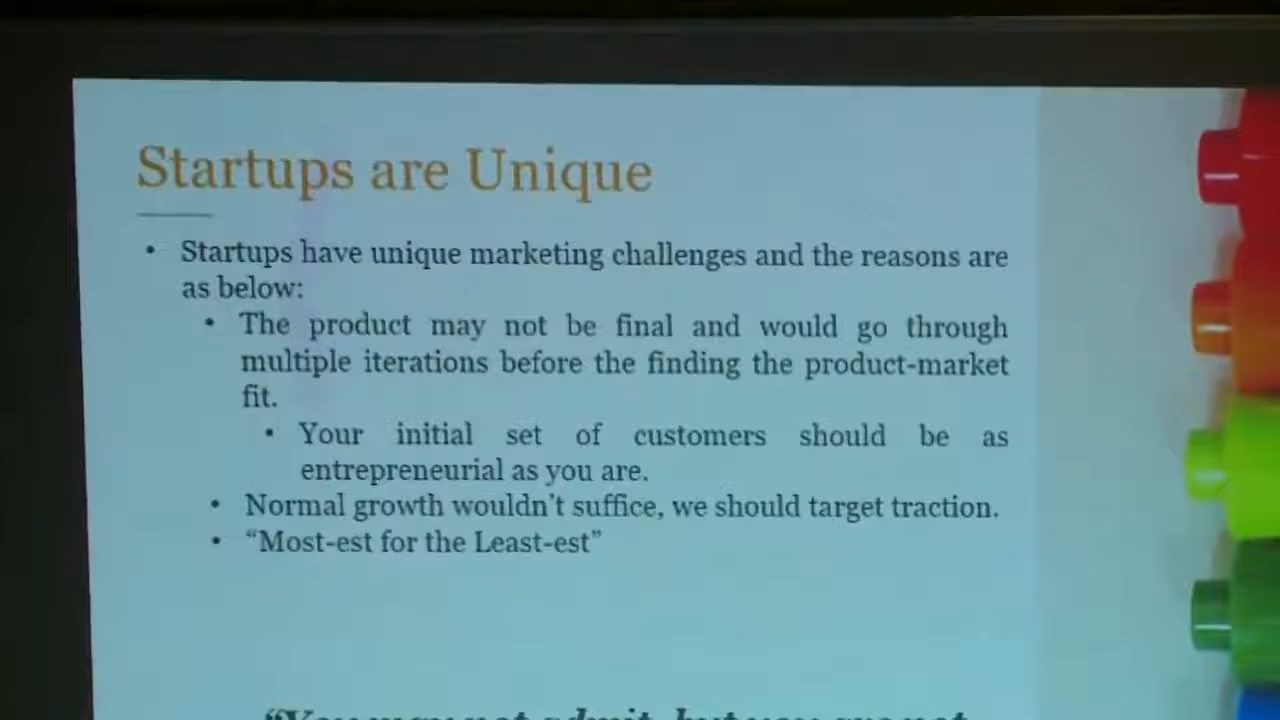 Startups are Unique
• Startups have unique marketing challenges and the reasons are
as below:
• The product may not be final and would go through
multiple iterations before the finding the product-market
fit.
• Your initial set of customers should be as
entrepreneurial as you are.
• Normal growth wouldn't suffice, we should target traction.
• “Most-est for the Least-est”